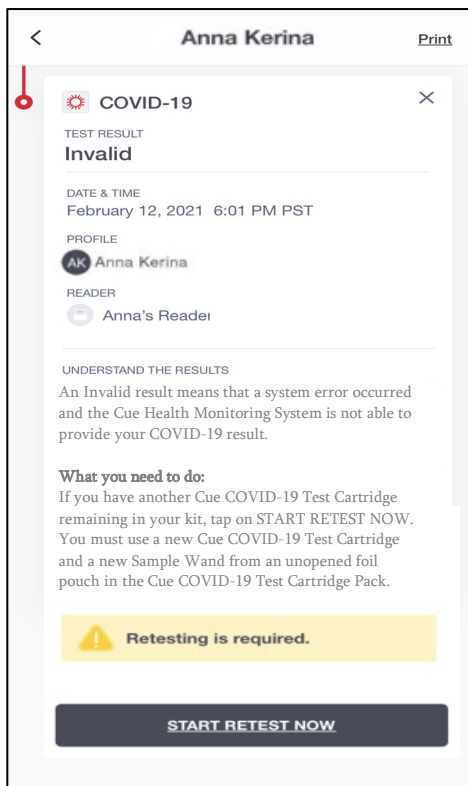 Anna Kerina
Print
COVID-19
TEST RESULT
Invalid
DATE & TIME
February 12, 2021 6:01 PM PST
PROFILE
AK Anna Kerina
READER
Anna's Reader
UNDERSTAND THE RESULTS
An Invalid result means that a system error occurred
and the Cue Health Monitoring System is not able to
provide your COVID-19 result.
What you need to do:
If you have another Cue COVID-19 Test Cartridge
remaining in your kit, tap on START RETEST NOW.
You must use a new Cue COVID-19 Test Cartridge
and a new Sample Wand from an unopened foil
pouch in the Cue COVID-19 Test Cartridge Pack.
Retesting is required.
START RETEST NOW